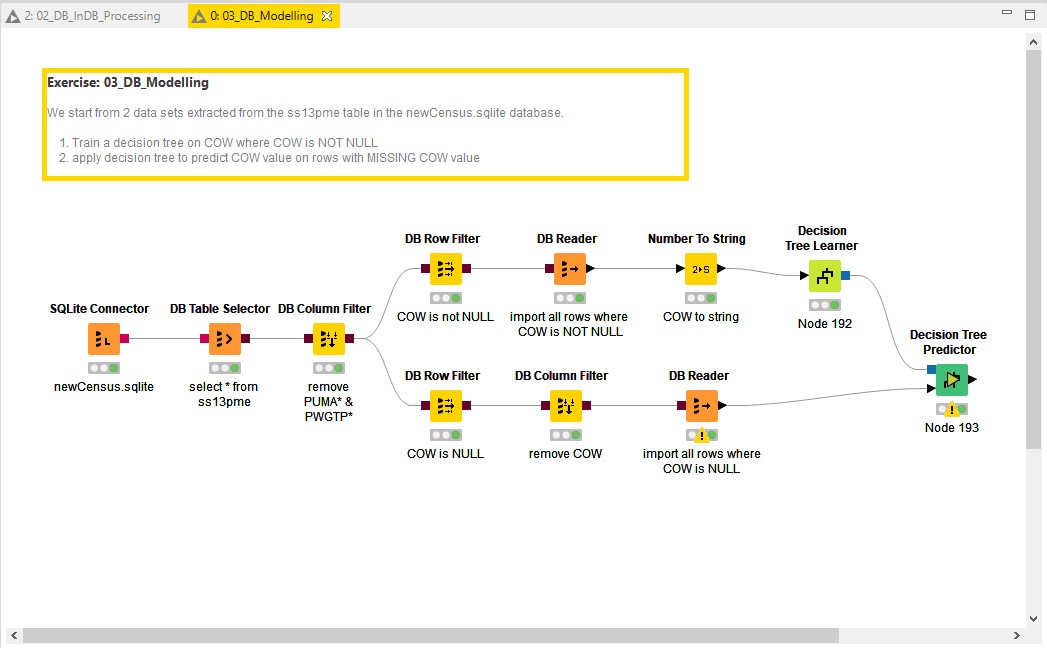 2: 02_DB_InDB_Processing
0: 03_DB_Modelling
Exercise: 03_DB_Modelling
We start from 2 data sets extracted from the ss13pme table in the newCensus.sqlite database.
1. Train a decision tree on COW where COW is NOT NULL
2. apply decision tree to predict COW value on rows with MISSING COW value
SQLite Connector
newCensus.sqlite
DB Table Selector
select * from
ss13pme
DB Column Filter
remove
PUMA* &
PWGTP*
DB Row Filter
COW is not NULL
DB Reader
import all rows where
COW is NOT NULL
Number To String
2▸S
COW to string
Decision
Tree Learner
Node 192
DB Row Filter
COW is NULL
DB Column Filter
remove COW
DB Reader
import all rows where
COW is NULL
Decision Tree
Predictor
Node 193